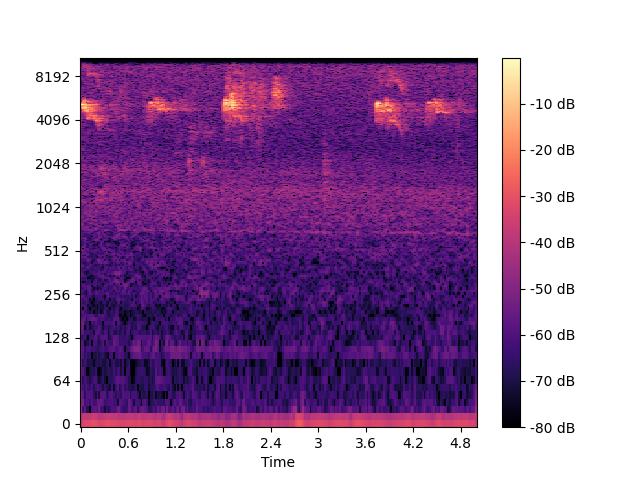 8192
4096
2048
1024
512
256
128
64
0
Hz
0 0.6 1.2 1.8 2.4 3 3.6 4.2 4.8
Time
-10 dB
-20 dB
-30 dB
-40 dB
-50 dB
-60 dB
-70 dB
-80 dB